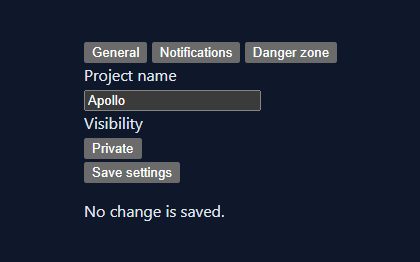 General Notifications Danger zone
Project name
Apollo
Visibility
Private
Save settings
No change is saved.